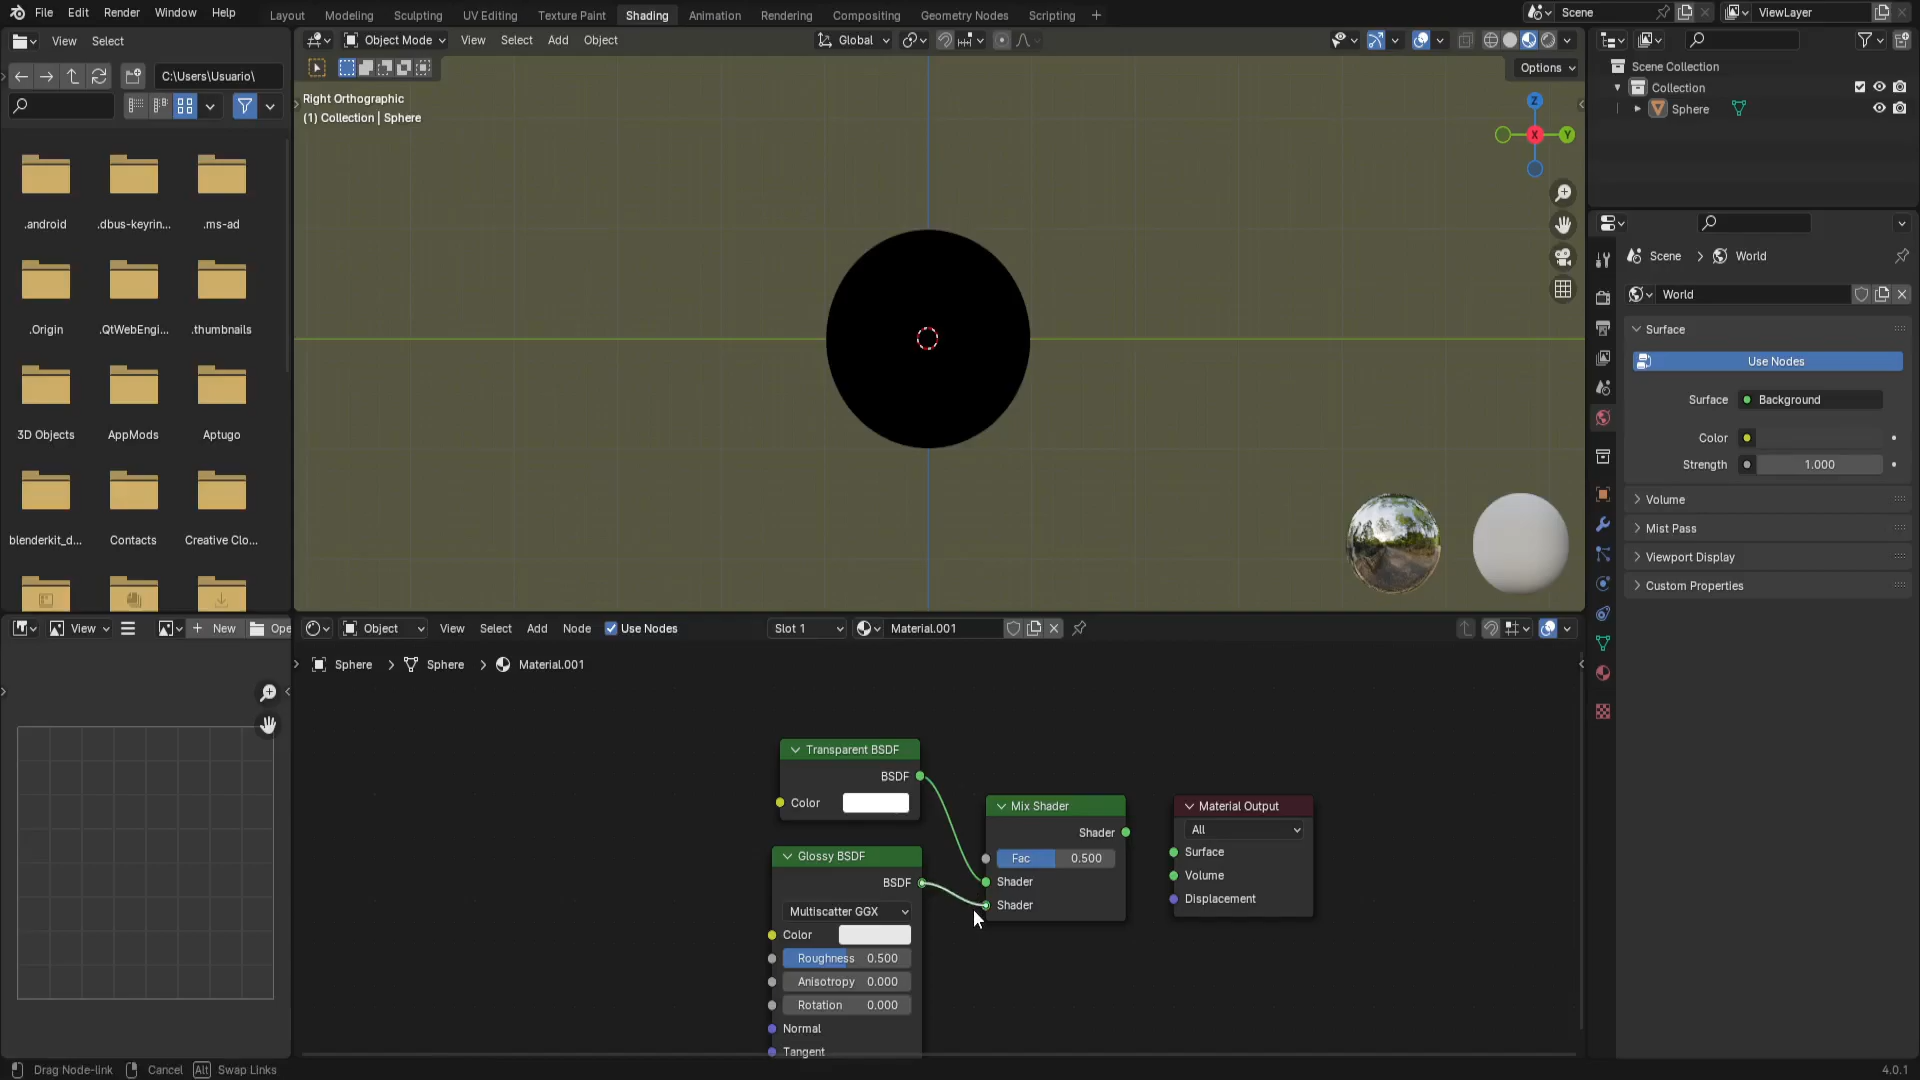 File Edit Render Window Help
Layout Modeling Sculpting UV Editing Texture Paint Shading Animation Rendering Compositing Geometry Nodes Scripting +
Scene ViewLayer
View Select
C:\Users\Usuario\
.android .dbus-keyrin... .ms-ad
.Origin .QtWebEngi... .thumbnails
3D Objects AppMods Aptugo
blenderkit_d... Contacts Creative Clo...
Object Mode View Select Add Object Global
Options
Right Orthographic
(1) Collection | Sphere
Z
X Y
Scene Collection
Collection
Sphere
Scene > World
World
Surface
Use Nodes
Surface Background
Color
Strength 1.000
Volume
Mist Pass
Viewport Display
Custom Properties
View + New Ope
Object View Select Add Node Use Nodes Slot 1 Material.001
Sphere > Sphere > Material.001
Transparent BSDF
BSDF
Color
Glossy BSDF
BSDF
Multiscatter GGX
Color
Roughness 0.500
Anisotropy 0.000
Rotation 0.000
Normal
Tangent
Mix Shader
Shader
Fac 0.500
Shader
Shader
Material Output
All
Surface
Volume
Displacement
Drag Node-link Cancel Alt Swap Links
4.0.1